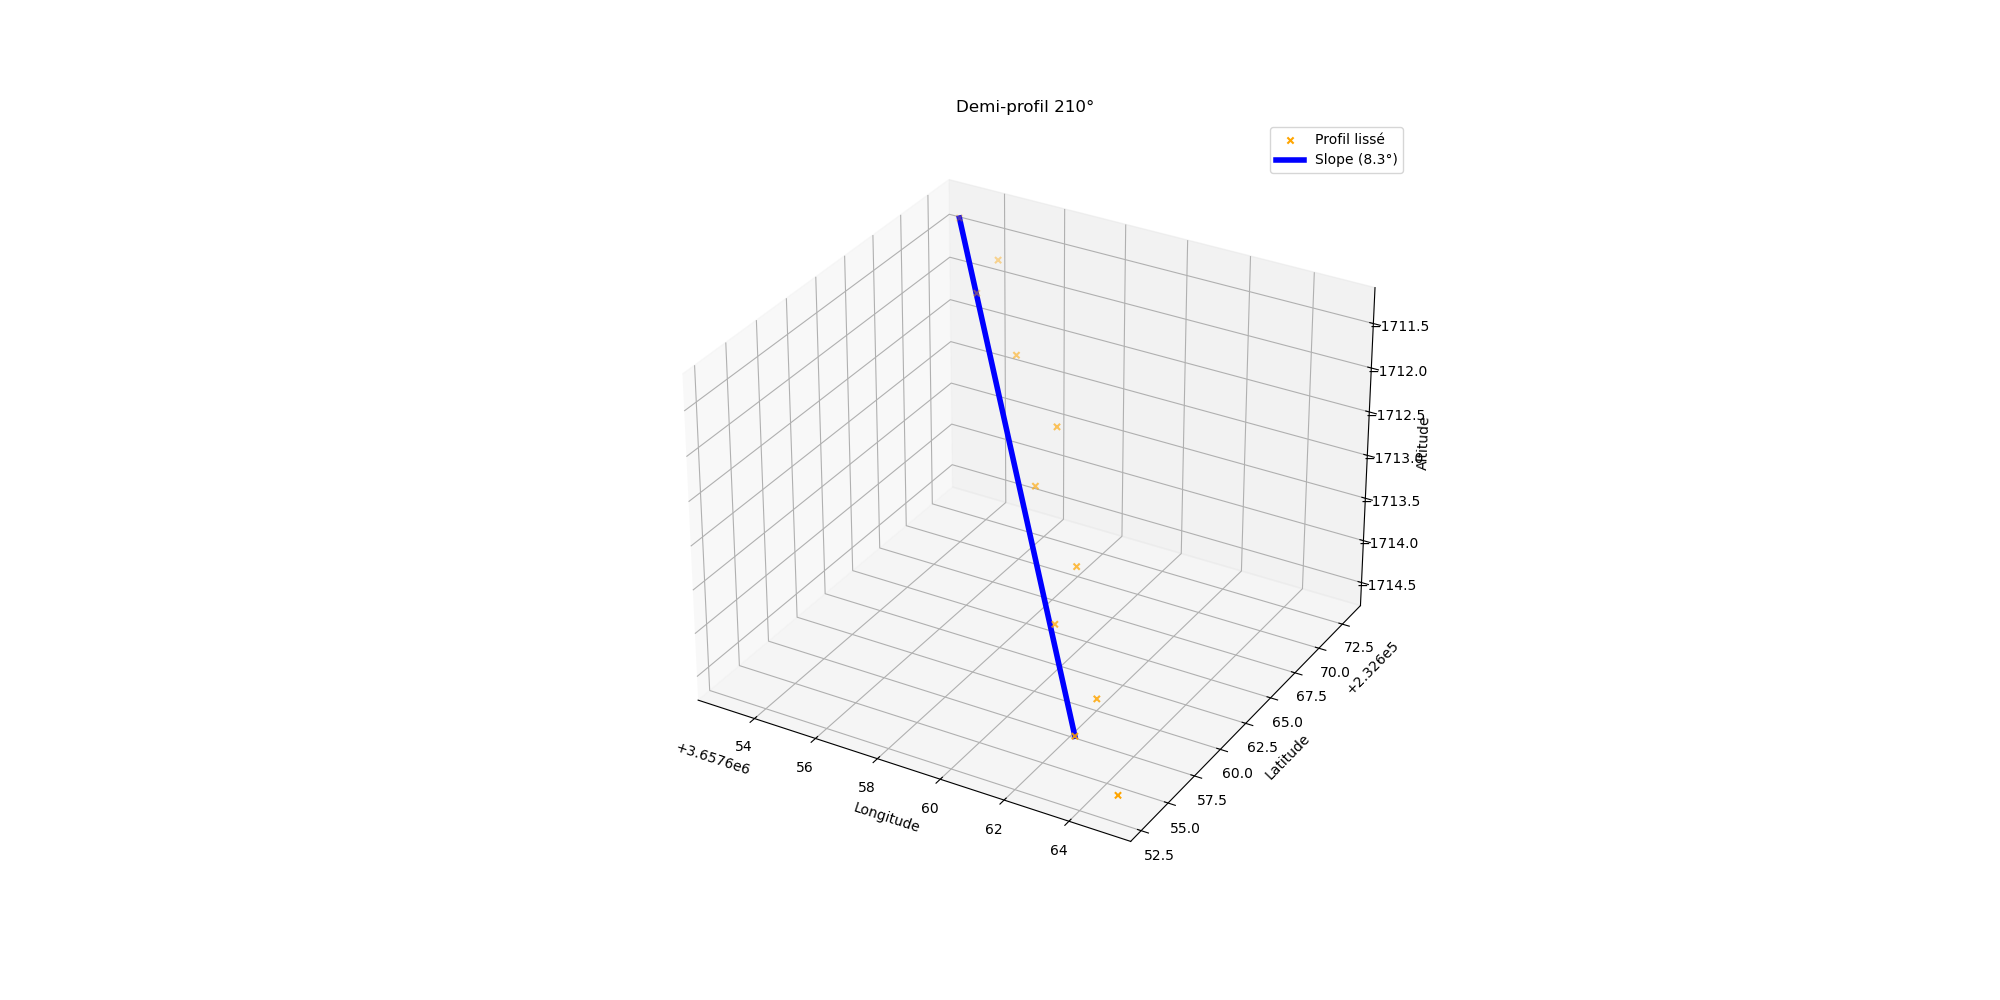 Demi-profil 210°
Profil lissé
Slope (8.3°)
−1711.5
−1712.0
−1712.5
−1713.0
−1713.5
−1714.0
−1714.5
Altitude
72.5
70.0
67.5
65.0
62.5
60.0
57.5
55.0
52.5
+2.326e5
Latitude
54
56
58
60
62
64
+3.6576e6
Longitude